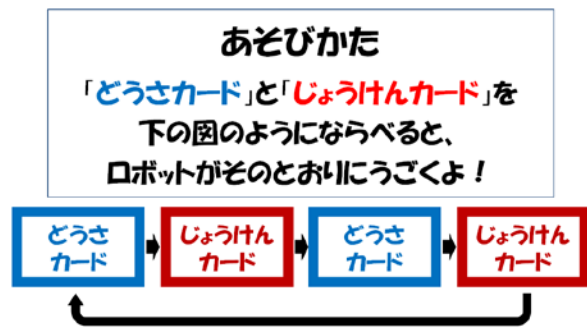 あそびかた
「どうさカード」と「じょうけんカード」を
下の図のようにならべると、
ロボットがそのとおりにうごくよ!
どうさ
カード
じょうけん
カード
どうさ
カード
じょうけん
カード